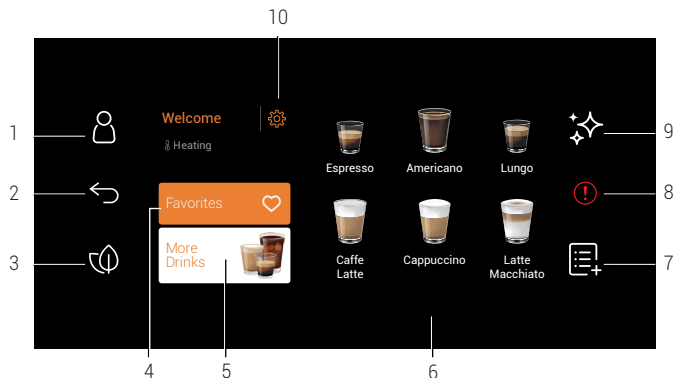 10
Welcome
Heating
Espresso
Americano
Lungo
Favorites
More
Drinks
Caffe
Latte
Cappuccino
Latte
Macchiato
1
2
3
4
5
6
7
8
9